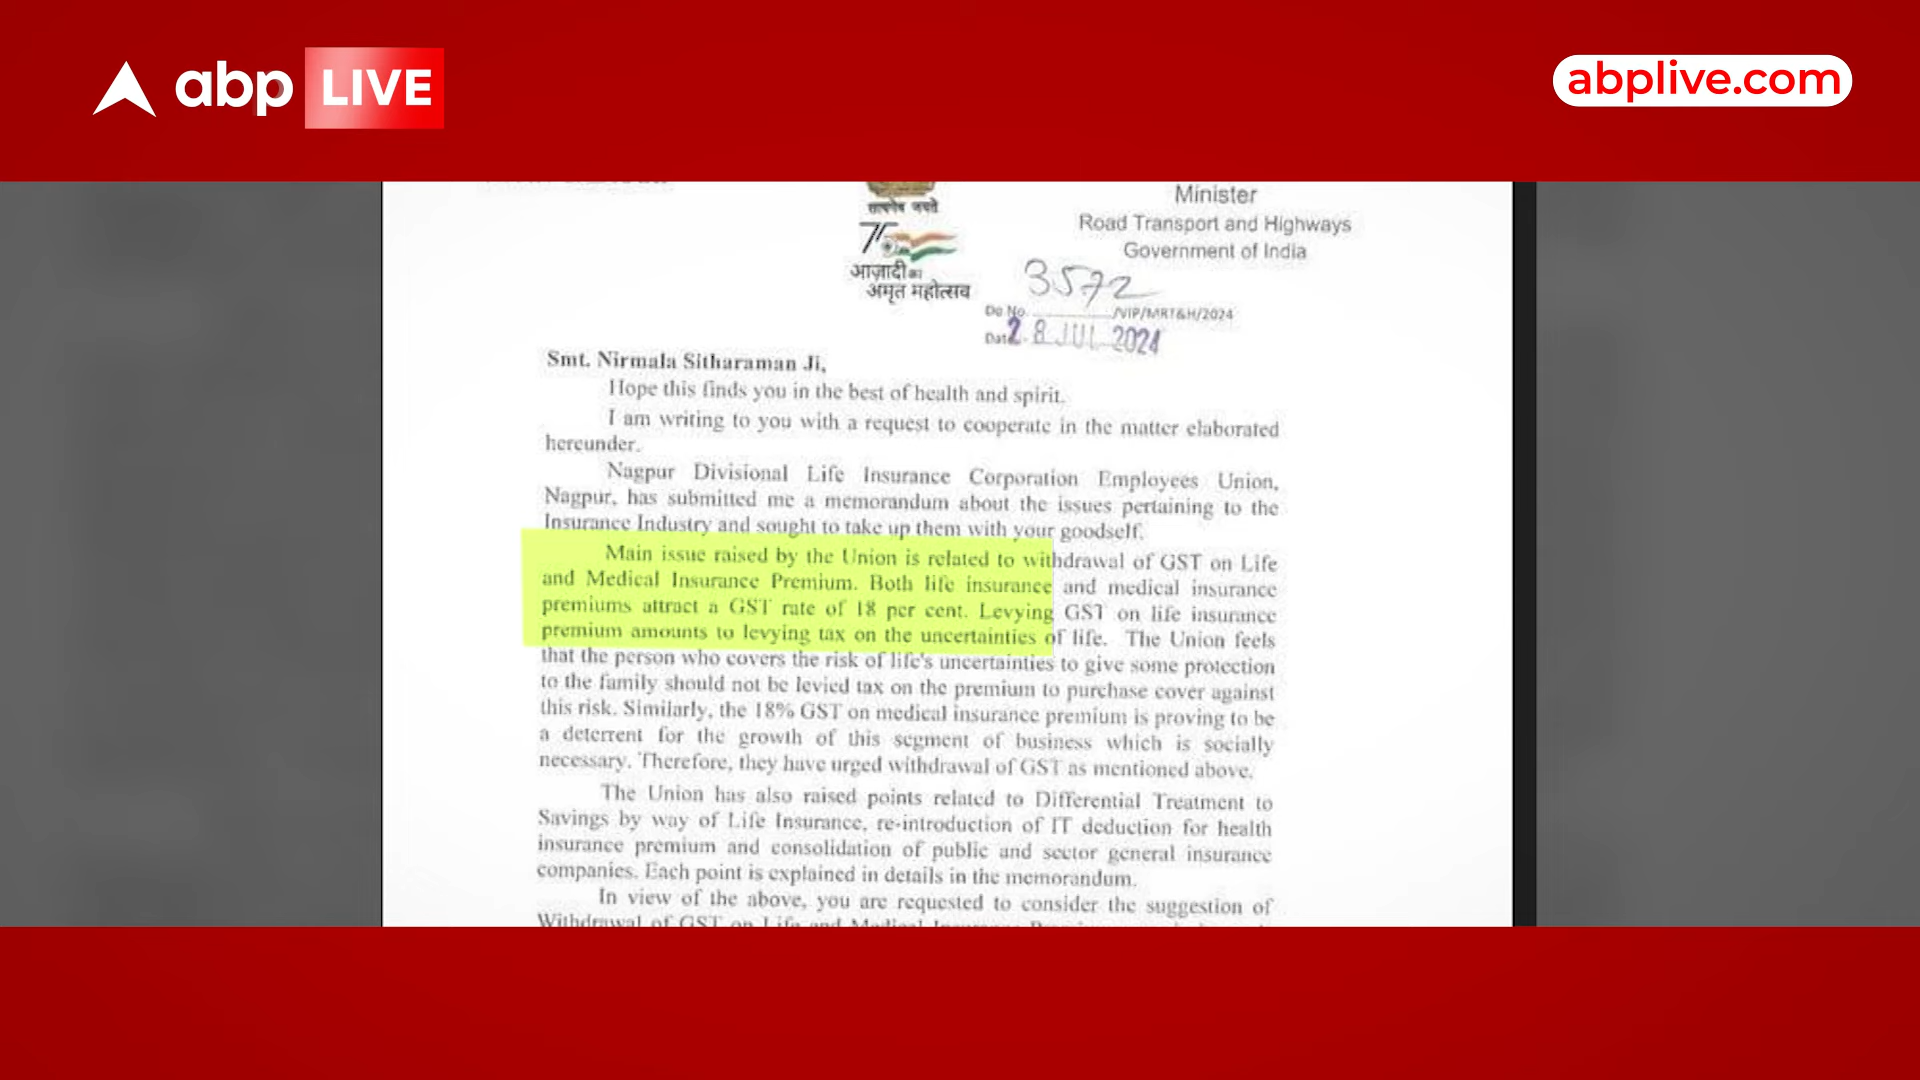 abp LIVE
abplive.com
Minister
Road Transport and Highways
Government of India
सत्यमेव जयते
75
आज़ादी का
अमृत महोत्सव
3572
Do No. /VIP/MRT&H/2024
Date 28 JUL 2024
Smt. Nirmala Sitharaman Ji,
Hope this finds you in the best of health and spirit.
I am writing to you with a request to cooperate in the matter elaborated
hereunder.
Nagpur Divisional Life Insurance Corporation Employees Union,
Nagpur, has submitted me a memorandum about the issues pertaining to the
Insurance Industry and sought to take up them with your goodself.
Main issue raised by the Union is related to withdrawal of GST on Life
and Medical Insurance Premium. Both life insurance and medical insurance
premiums attract a GST rate of 18 per cent. Levying GST on life insurance
premium amounts to levying tax on the uncertainties of life. The Union feels
that the person who covers the risk of life's uncertainties to give some protection
to the family should not be levied tax on the premium to purchase cover against
this risk. Similarly, the 18% GST on medical insurance premium is proving to be
a deterrent for the growth of this segment of business which is socially
necessary. Therefore, they have urged withdrawal of GST as mentioned above.
The Union has also raised points related to Differential Treatment to
Savings by way of Life Insurance, re-introduction of IT deduction for health
insurance premium and consolidation of public and sector general insurance
companies. Each point is explained in details in the memorandum.
In view of the above, you are requested to consider the suggestion of
Withdrawal of GST on Life and Medical Insurance